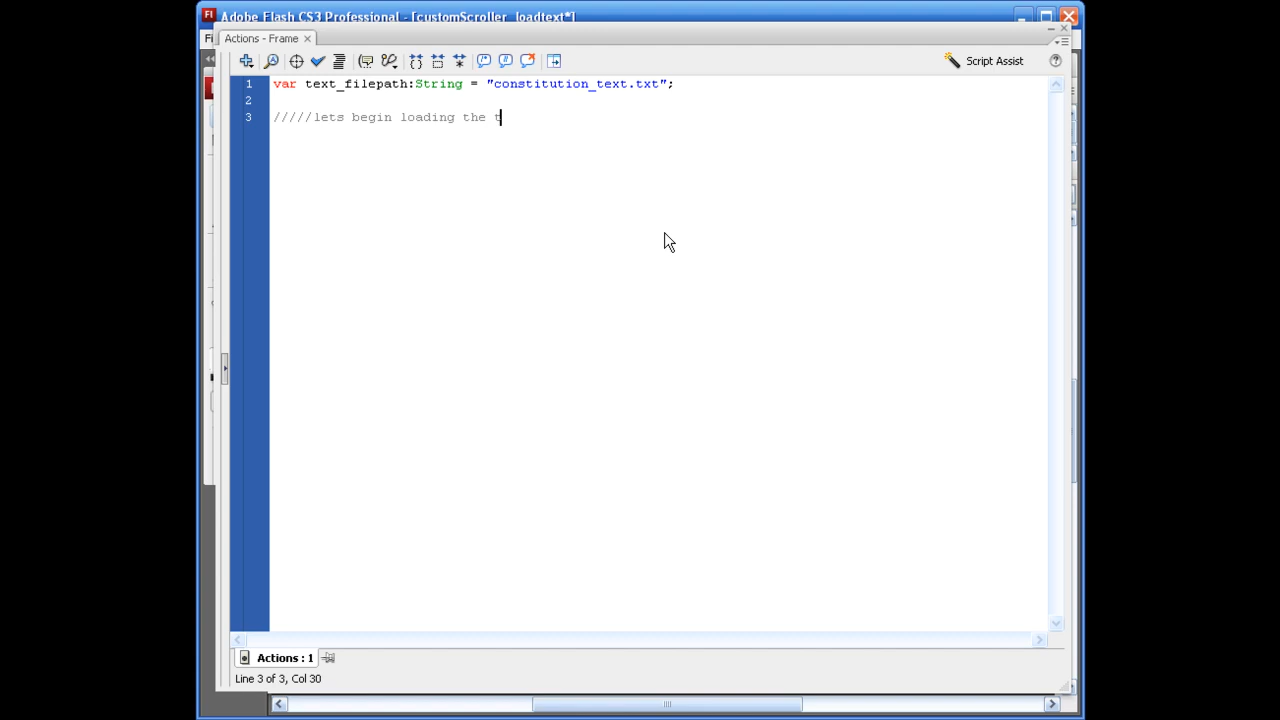 Adobe Flash CS3 Professional - [customScroller_loadtext*]
Fi
Actions - Frame ×
Script Assist
1 var text_filepath:String = "constitution_text.txt";
2
3 /////lets begin loading the t
Actions : 1
Line 3 of 3, Col 30